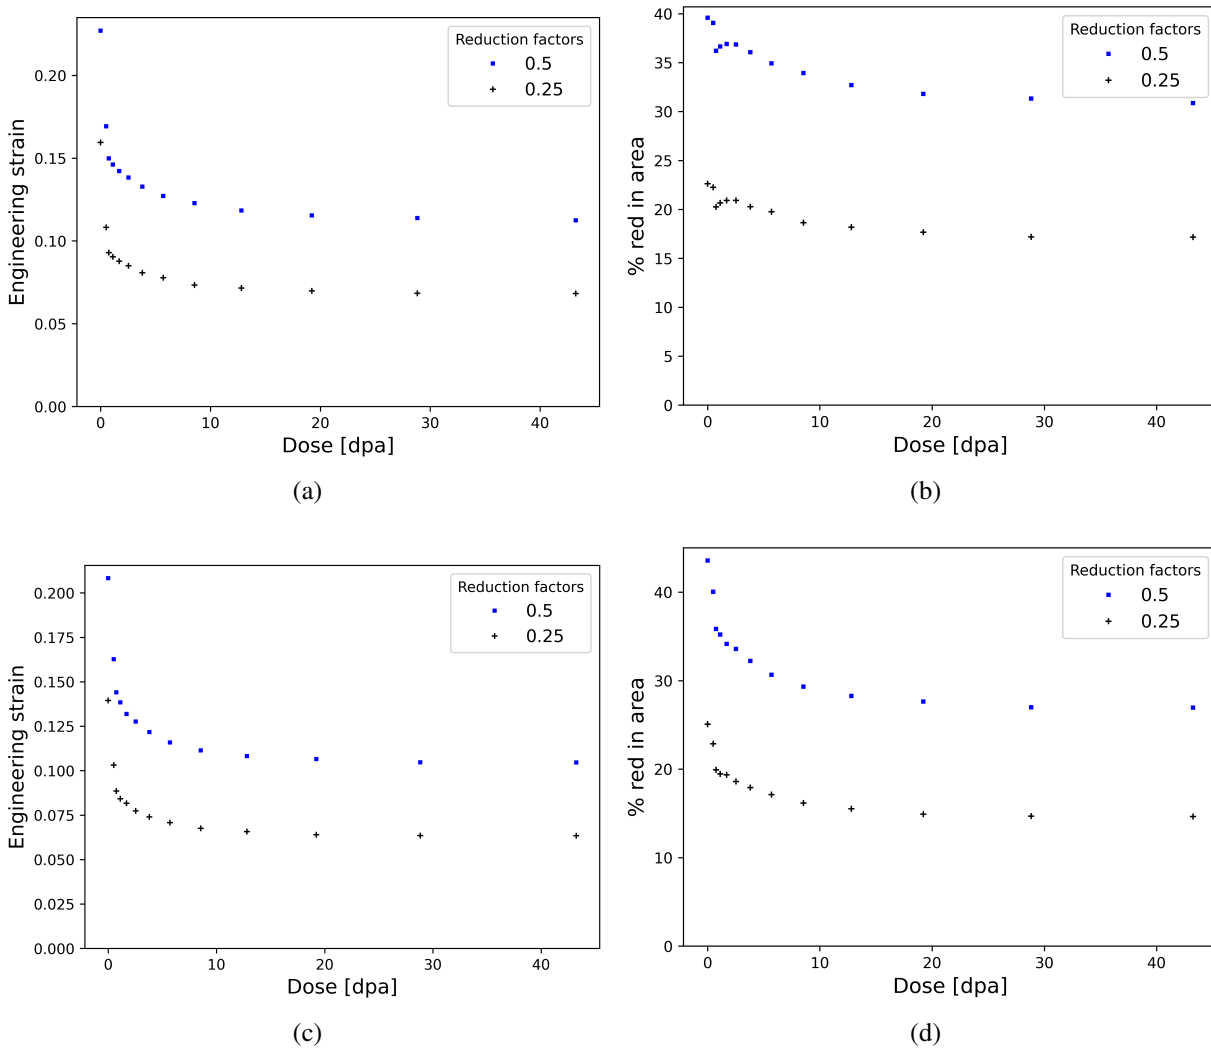 Engineering strain
0.20
0.15
0.10
0.05
0.00
0 10 20 30 40
Dose [dpa]
Reduction factors
0.5
0.25
(a)
% red in area
40
35
30
25
20
15
10
5
0
0 10 20 30 40
Dose [dpa]
Reduction factors
0.5
0.25
(b)
Engineering strain
0.200
0.175
0.150
0.125
0.100
0.075
0.050
0.025
0.000
0 10 20 30 40
Dose [dpa]
Reduction factors
0.5
0.25
(c)
% red in area
40
30
20
10
0
0 10 20 30 40
Dose [dpa]
Reduction factors
0.5
0.25
(d)